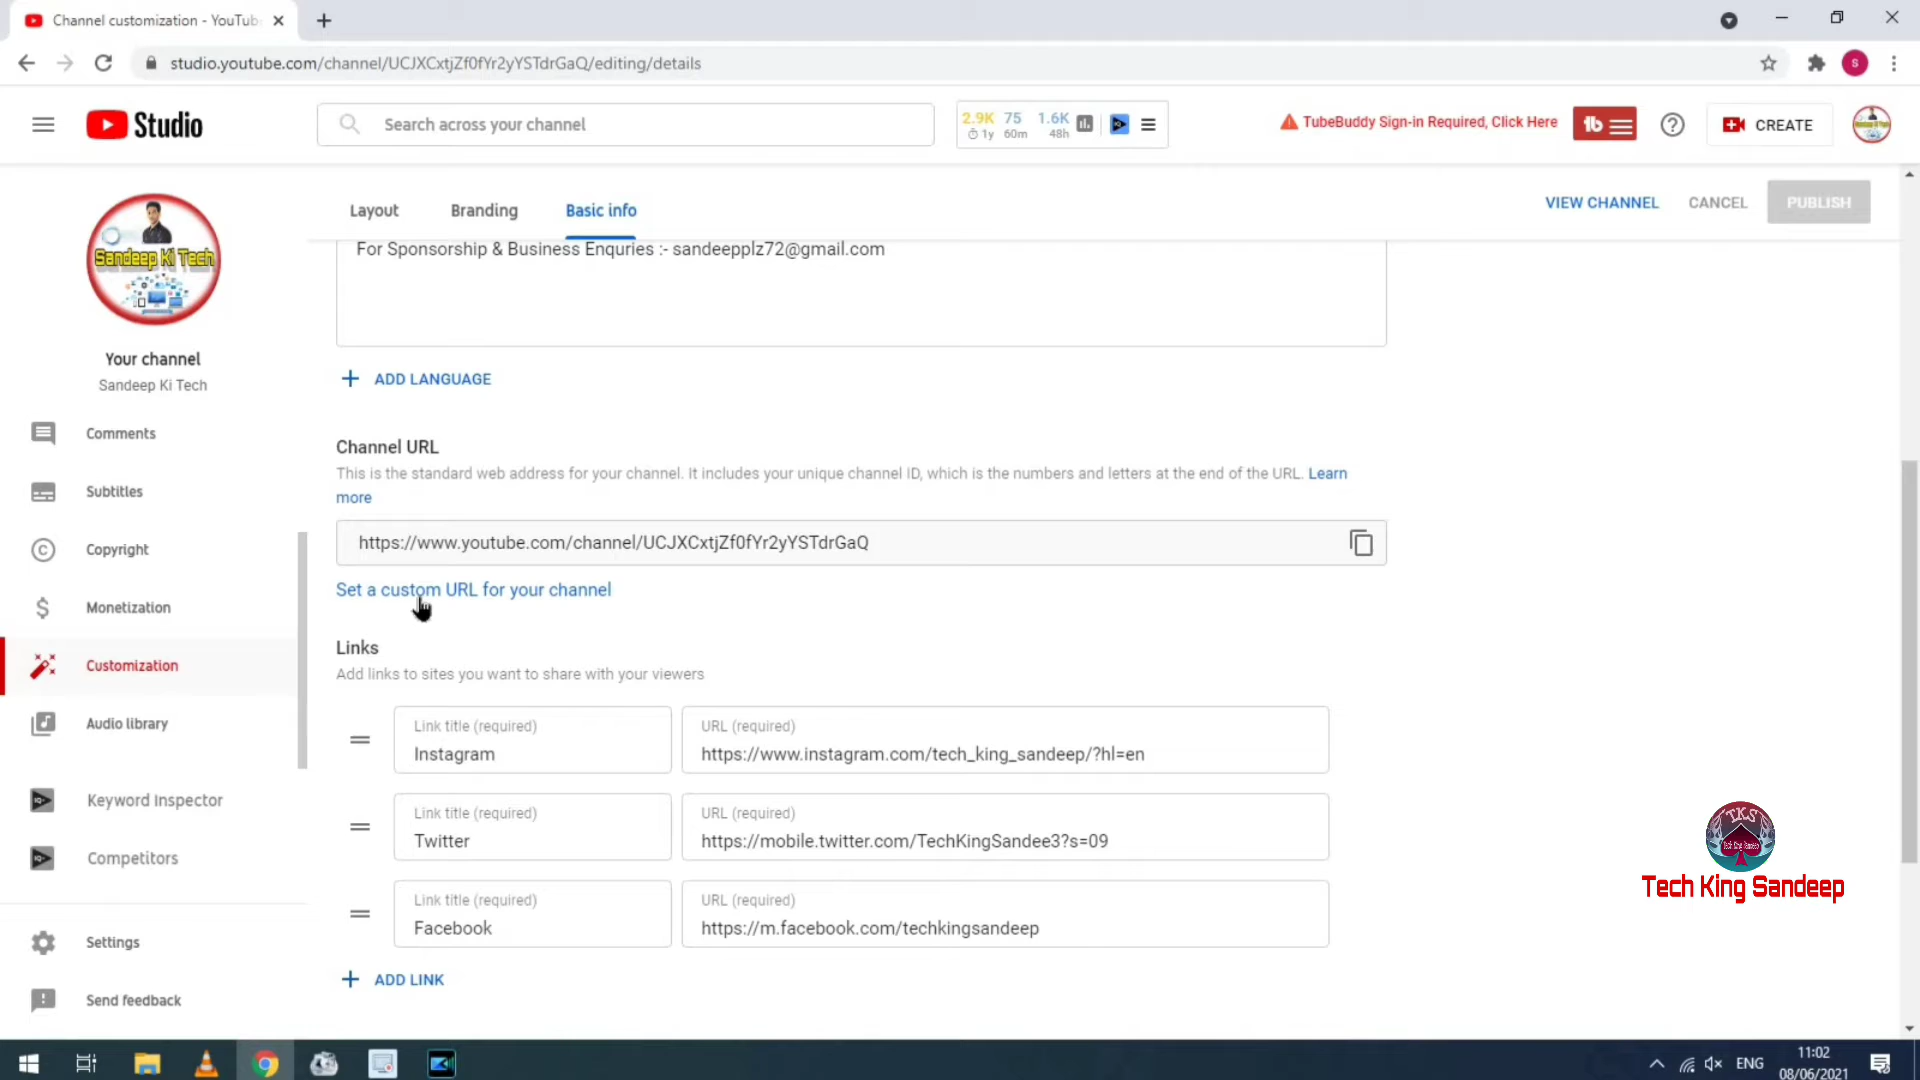 Channel customization - YouTub
studio.youtube.com/channel/UCJXCxtjZf0fYr2yYSTdrGaQ/editing/details
S
Studio
Search across your channel
2.9K 75 1.6K
1y 60m 48h
TubeBuddy Sign-in Required, Click Here
tb
CREATE
Layout
Branding
Basic info
VIEW CHANNEL
CANCEL
PUBLISH
Sandeep Ki Tech
Your channel
Sandeep Ki Tech
Comments
Subtitles
Copyright
Monetization
Customization
Audio library
Keyword Inspector
Competitors
Settings
Send feedback
For Sponsorship & Business Enquries :- sandeepplz72@gmail.com
ADD LANGUAGE
Channel URL
This is the standard web address for your channel. It includes your unique channel ID, which is the numbers and letters at the end of the URL. Learn
more
https://www.youtube.com/channel/UCJXCxtjZf0fYr2yYSTdrGaQ
Set a custom URL for your channel
Links
Add links to sites you want to share with your viewers
Link title (required)
Instagram
URL (required)
https://www.instagram.com/tech_king_sandeep/?hl=en
Link title (required)
Twitter
URL (required)
https://mobile.twitter.com/TechKingSandee3?s=09
Link title (required)
Facebook
URL (required)
https://m.facebook.com/techkingsandeep
ADD LINK
TKS
Tech King Sandeep
Tech King Sandeep
ENG
11:02
08/06/2021